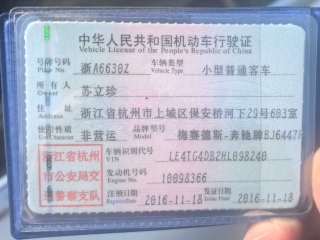 中华人民共和国机动车行驶证
Vehicle License of the People's Republic of China
号牌号码 浙A6630Z 车辆类型 小型普通客车
Plate No. Vehicle Type
所有人 苏立珍
Owner
住址 浙江省杭州市上城区保安桥河下29号603室
Address
使用性质 非营运 品牌型号 梅赛德斯-奔驰牌BJ6447F
Model
浙江省杭州
市公安局交
通警察支队
车辆识别代号 LE4TG4DB2HL098240
VIN
发动机号码 10098366
Engine No.
注册日期 2016-11-18 发证日期 2016-11-18
Register Date Issue Date